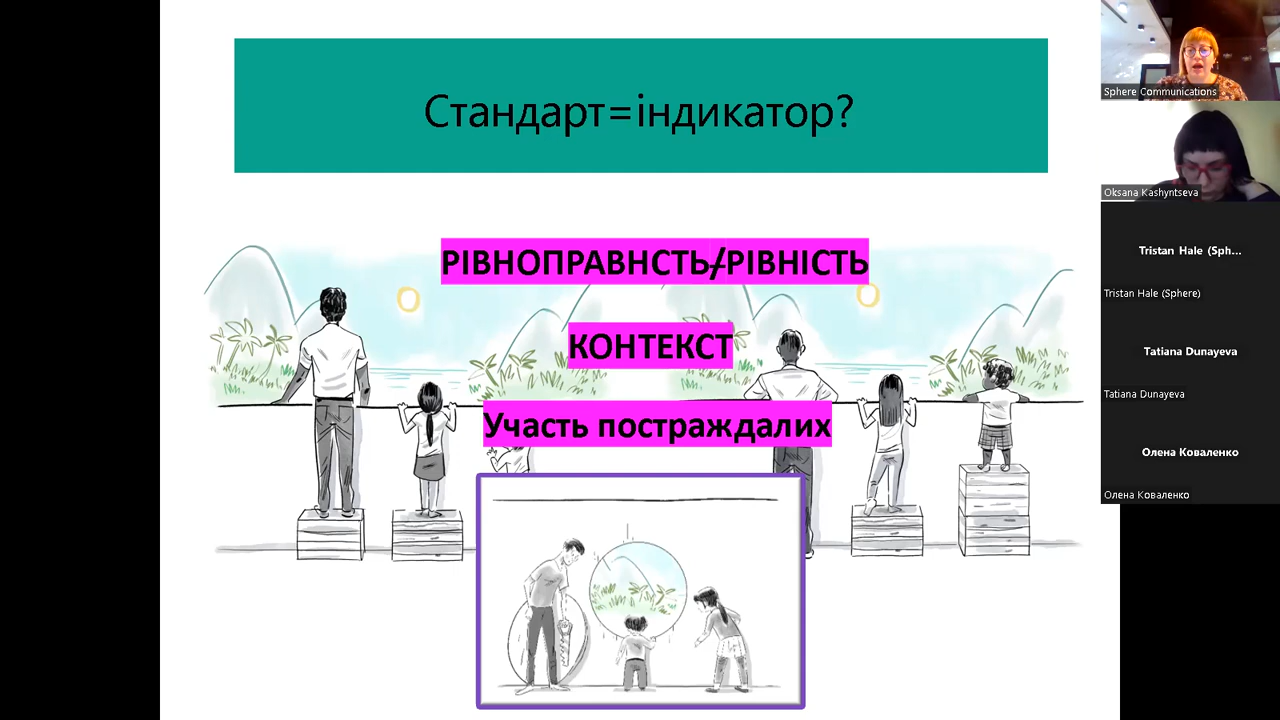 Стандарт=індикатор?
РІВНОПРАВНСТЬ/РІВНІСТЬ
КОНТЕКСТ
Участь постраждалих
Sphere Communications
Oksana Kashyntseva
Tristan Hale (Sph...
Tristan Hale (Sphere)
Tatiana Dunayeva
Tatiana Dunayeva
Олена Коваленко
Олена Коваленко